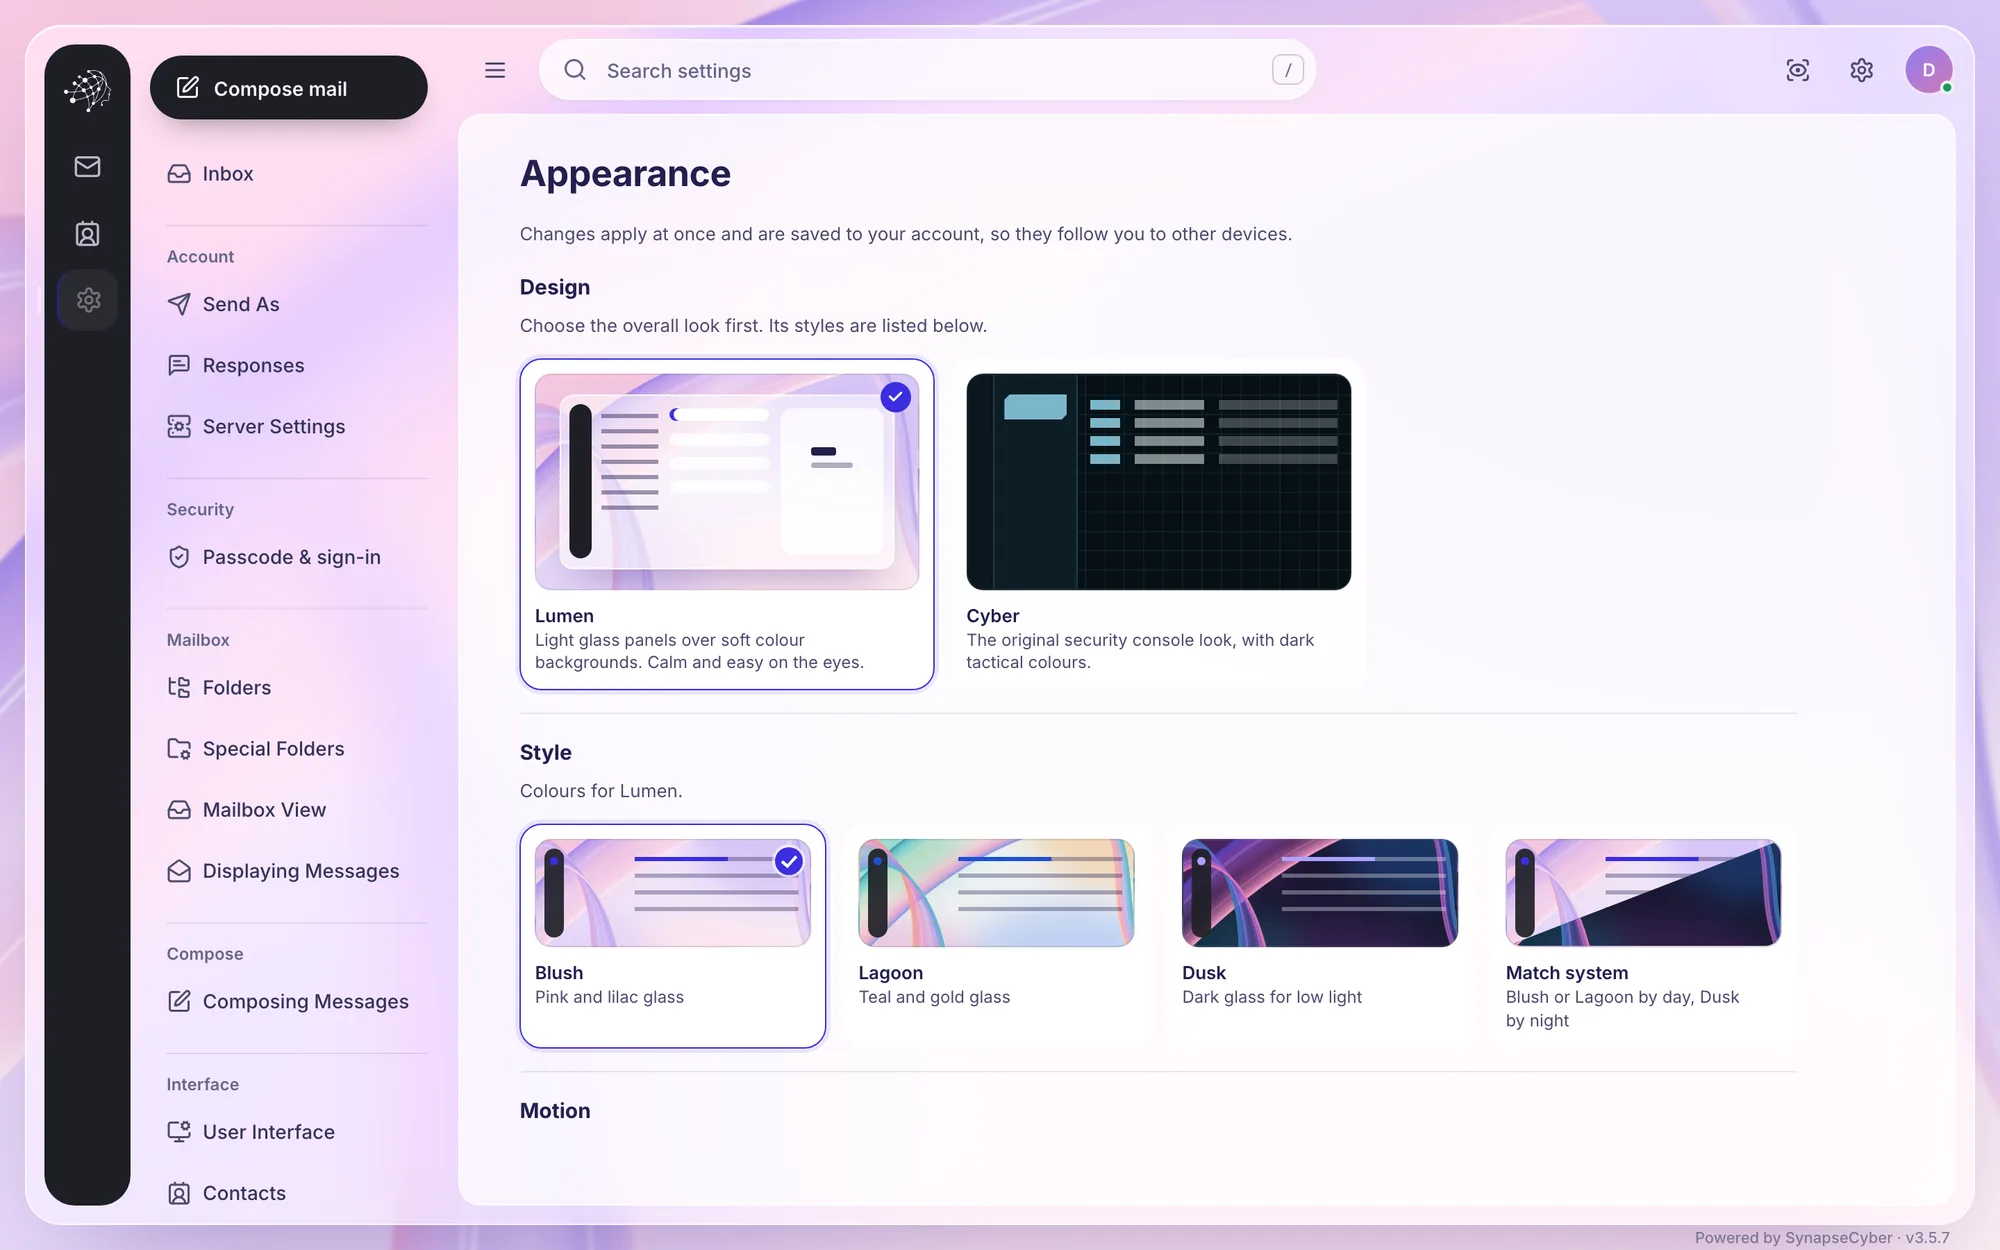 Compose mail
Search settings
/
D
Inbox
Account
Send As
Responses
Server Settings
Security
Passcode & sign-in
Mailbox
Folders
Special Folders
Mailbox View
Displaying Messages
Compose
Composing Messages
Interface
User Interface
Contacts
Appearance
Changes apply at once and are saved to your account, so they follow you to other devices.
Design
Choose the overall look first. Its styles are listed below.
Lumen
Light glass panels over soft colour
backgrounds. Calm and easy on the eyes.
Cyber
The original security console look, with dark
tactical colours.
Style
Colours for Lumen.
Blush
Pink and lilac glass
Lagoon
Teal and gold glass
Dusk
Dark glass for low light
Match system
Blush or Lagoon by day, Dusk
by night
Motion
Powered by SynapseCyber · v3.5.7